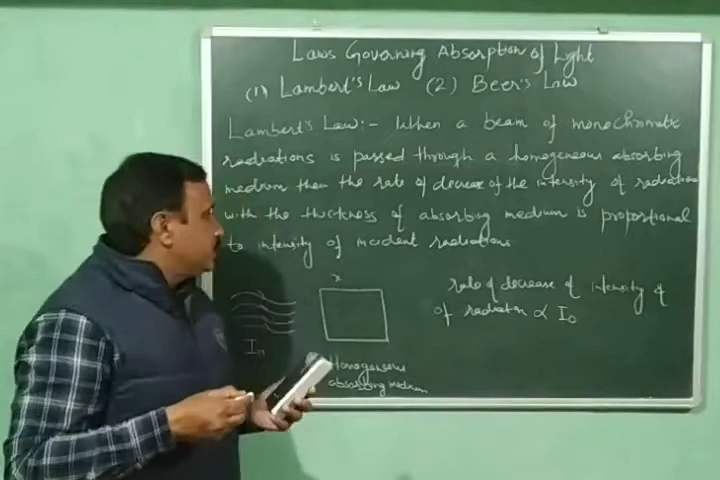 Laws Governing Absorption of Light
(1) Lambert's Law (2) Beer's Law
Lambert's Law:- When a beam of monochromatic
radiations is passed through a homogeneous absorbing
medium then the rate of decrease of the intensity of radiations
with the thickness of absorbing medium is proportional
to intensity of incident radiations.
x
rate of decrease of intensity of
of radiation ∝ I₀
I₀
Homogeneous
absorbing medium